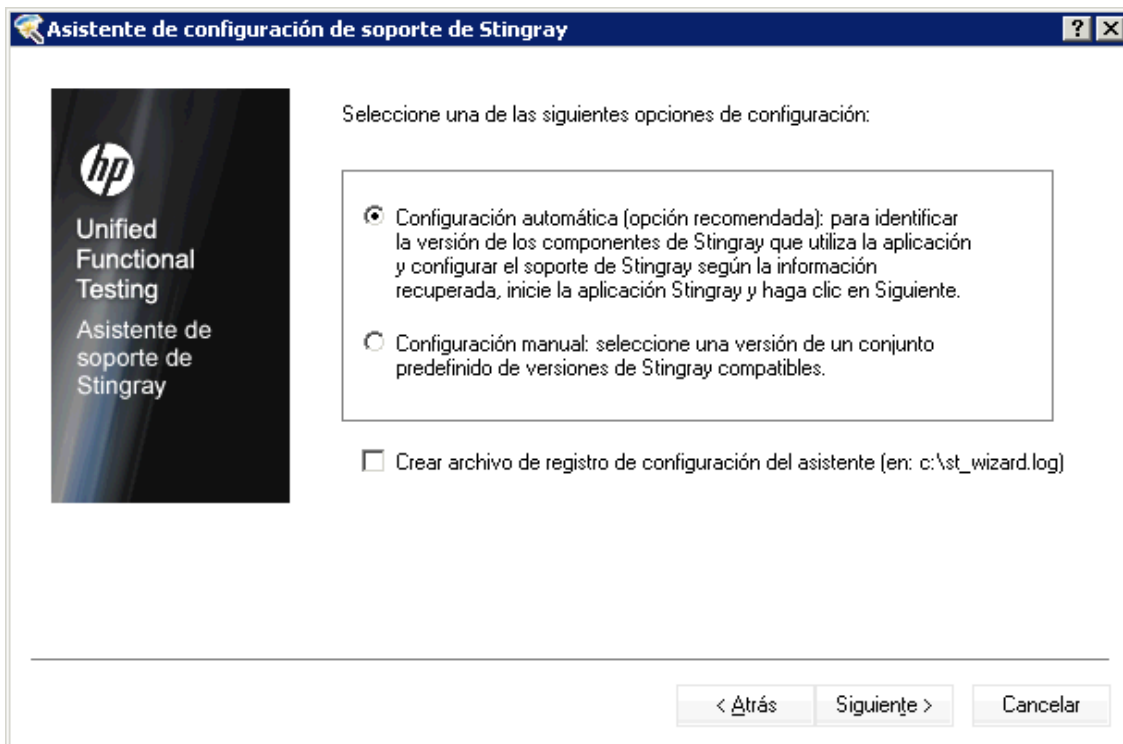 Asistente de configuración de soporte de Stingray
Seleccione una de las siguientes opciones de configuración:
hp
Unified
Functional
Testing
Asistente de
soporte de
Stingray
Configuración automática (opción recomendada): para identificar
la versión de los componentes de Stingray que utiliza la aplicación
y configurar el soporte de Stingray según la información
recuperada, inicie la aplicación Stingray y haga clic en Siguiente.
Configuración manual: seleccione una versión de un conjunto
predefinido de versiones de Stingray compatibles.
Crear archivo de registro de configuración del asistente (en: c:\st_wizard.log)
< Atrás
Siguiente >
Cancelar